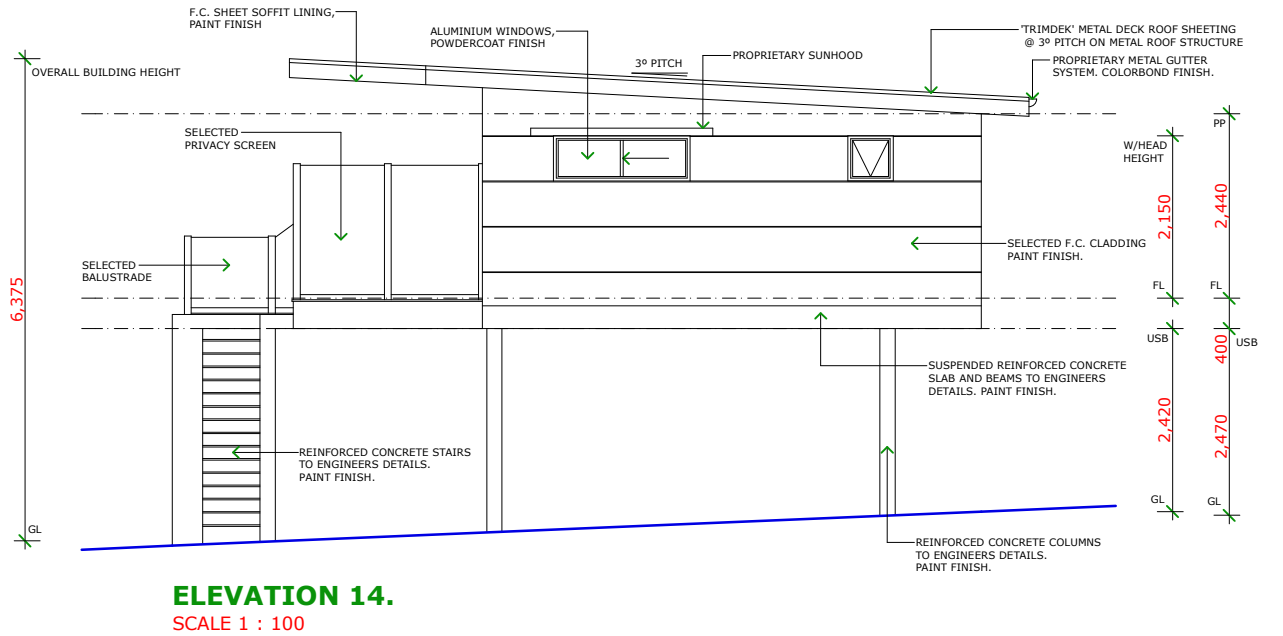 F.C. SHEET SOFFIT LINING,
PAINT FINISH
ALUMINIUM WINDOWS,
POWDERCOAT FINISH
'TRIMDEK' METAL DECK ROOF SHEETING
@ 3º PITCH ON METAL ROOF STRUCTURE
PROPRIETARY SUNHOOD
3º PITCH
PROPRIETARY METAL GUTTER
SYSTEM. COLORBOND FINISH.
OVERALL BUILDING HEIGHT
SELECTED
PRIVACY SCREEN
PP
W/HEAD
HEIGHT
2,150
2,440
SELECTED F.C. CLADDING
PAINT FINISH.
SELECTED
BALUSTRADE
6,375
FL
FL
USB
400
USB
SUSPENDED REINFORCED CONCRETE
SLAB AND BEAMS TO ENGINEERS
DETAILS. PAINT FINISH.
2,420
2,470
REINFORCED CONCRETE STAIRS
TO ENGINEERS DETAILS.
PAINT FINISH.
GL
GL
GL
REINFORCED CONCRETE COLUMNS
TO ENGINEERS DETAILS.
PAINT FINISH.
ELEVATION 14.
SCALE 1 : 100